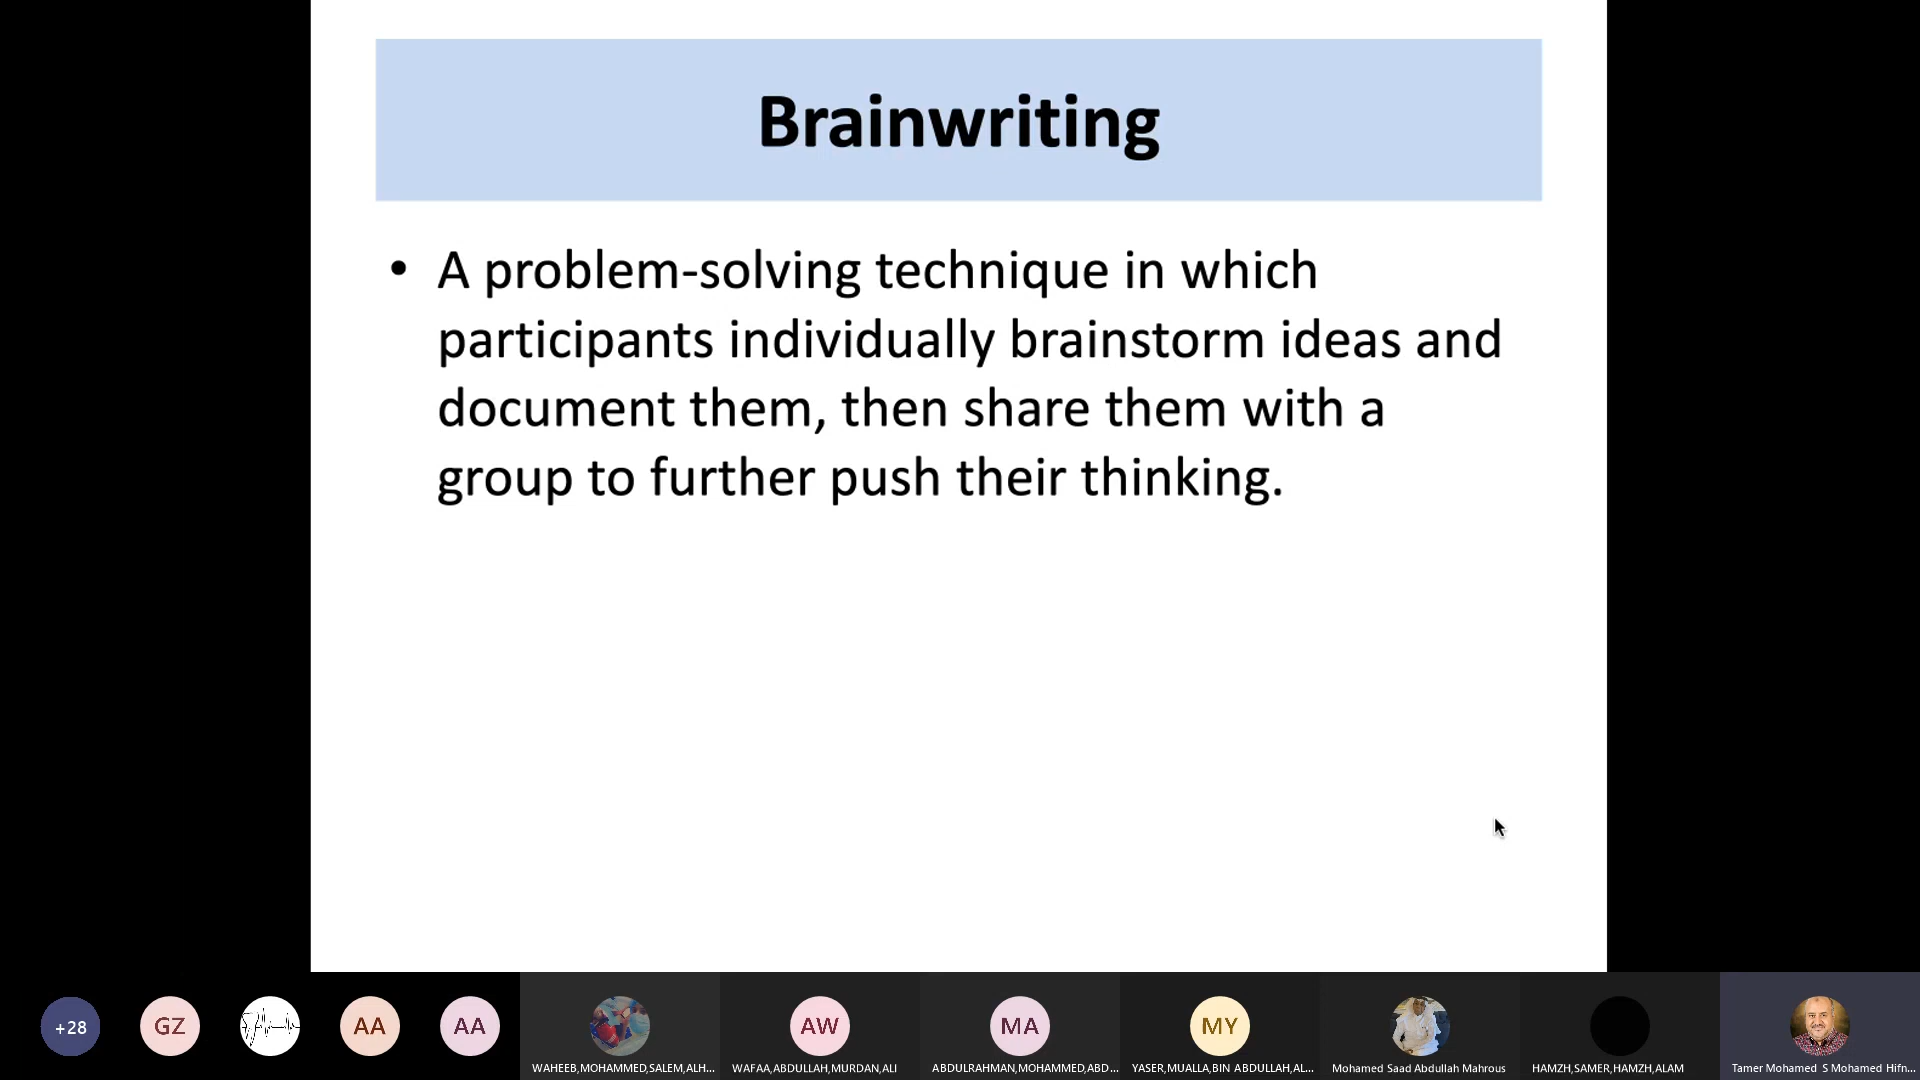 Brainwriting
• A problem-solving technique in which
participants individually brainstorm ideas and
document them, then share them with a
group to further push their thinking.
+28
GZ
AA
AA
AW
MA
MY
WAHEEB,MOHAMMED,SALEM,ALH...
WAFAA,ABDULLAH,MURDAN,ALI
ABDULRAHMAN,MOHAMMED,ABD...
YASER,MUALLA,BIN ABDULLAH,AL...
Mohamed Saad Abdullah Mahrous
HAMZH,SAMER,HAMZH,ALAM
Tamer Mohamed S Mohamed Hifn...